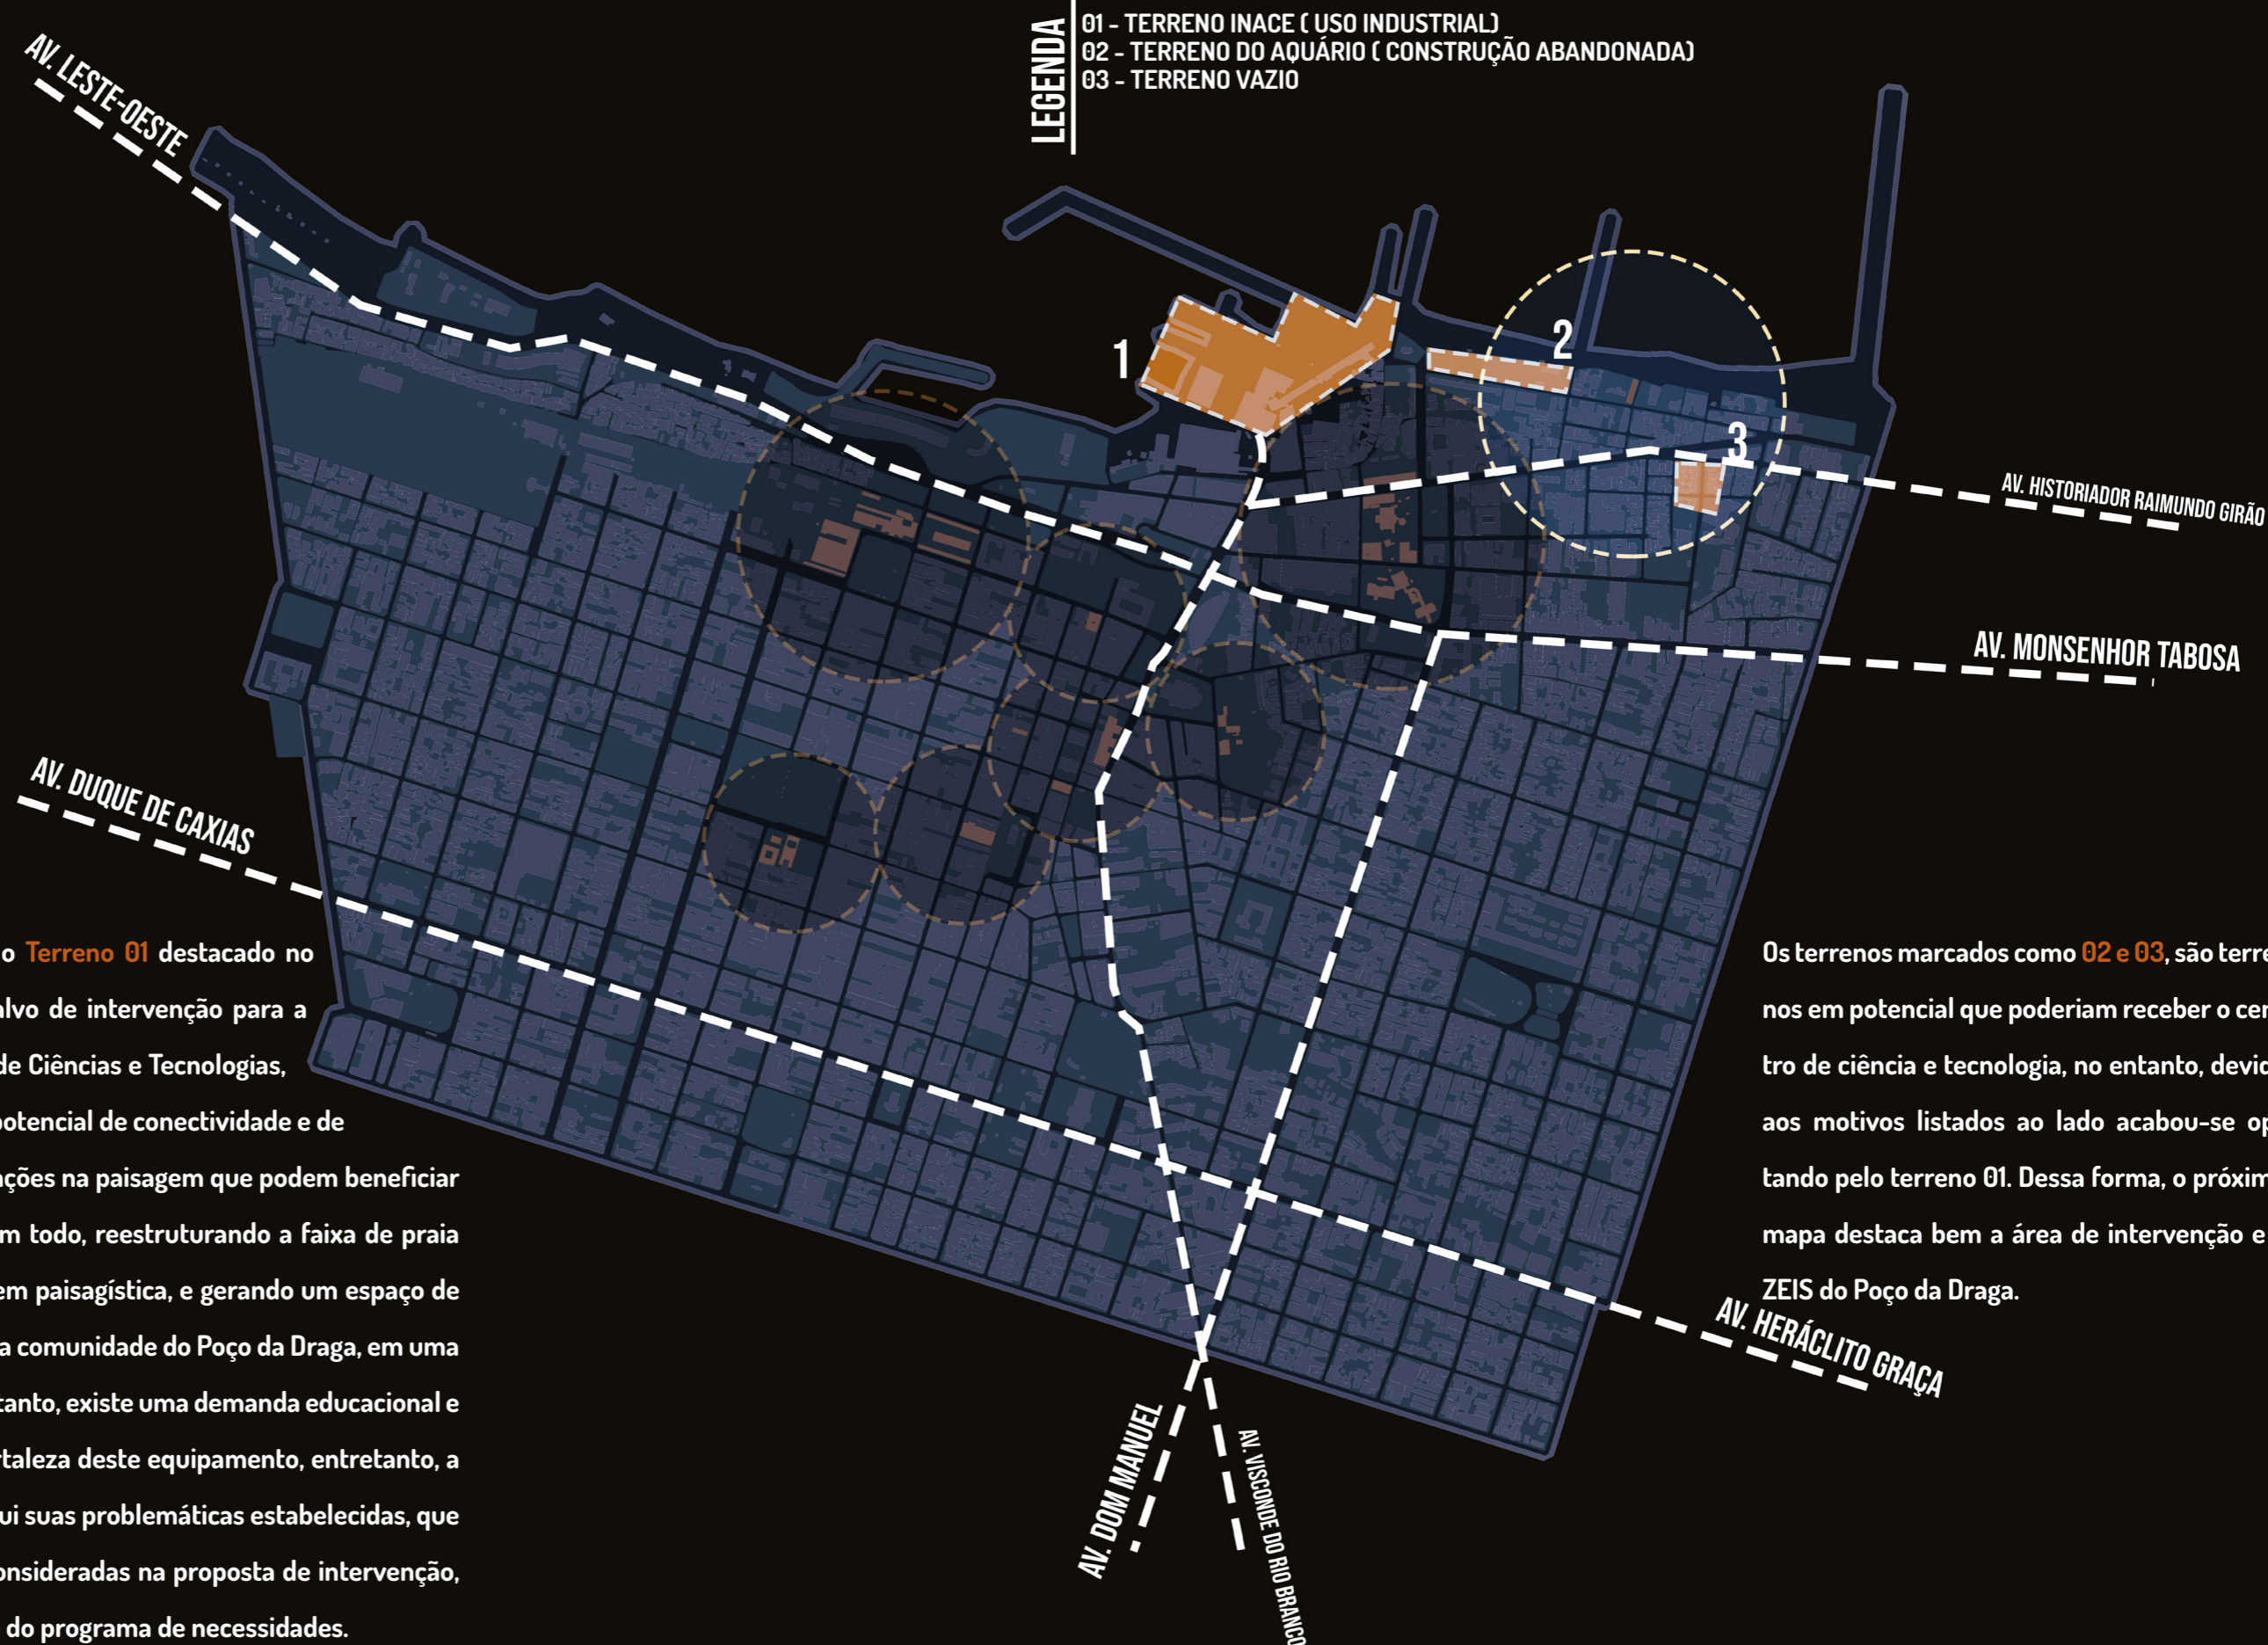 LEGENDA
01 - TERRENO INACE ( USO INDUSTRIAL)
02 - TERRENO DO AQUÁRIO ( CONSTRUÇÃO ABANDONADA)
03 - TERRENO VAZIO
AV. LESTE-OESTE
1
2
3
AV. HISTORIADOR RAIMUNDO GIRÃO
AV. MONSENHOR TABOSA
AV. DUQUE DE CAXIAS
AV. HERÁCLITO GRAÇA
AV. DOM MANUEL
AV. VISCONDE DO RIO BRANCO
o Terreno 01 destacado no
alvo de intervenção para a
de Ciências e Tecnologias,
potencial de conectividade e de
ações na paisagem que podem beneficiar
m todo, reestruturando a faixa de praia
em paisagística, e gerando um espaço de
a comunidade do Poço da Draga, em uma
tanto, existe uma demanda educacional e
rtaleza deste equipamento, entretanto, a
ui suas problemáticas estabelecidas, que
onsideradas na proposta de intervenção,
do programa de necessidades.
Os terrenos marcados como 02 e 03, são terre
nos em potencial que poderiam receber o cen
tro de ciência e tecnologia, no entanto, devid
aos motivos listados ao lado acabou-se op
tando pelo terreno 01. Dessa forma, o próxim
mapa destaca bem a área de intervenção e
ZEIS do Poço da Draga.